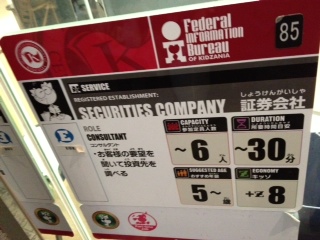 Federal
INFORMATION
Bureau
OF KIDZANIA
85
SERVICE
REGISTERED ESTABLISHMENT:
SECURITIES COMPANY
しょうけんがいしゃ
証券会社
ROLE
CONSULTANT
コンサルタント
・お客様の要望を
聞いて投資先を
調べる
CAPACITY
参加定員人数
~6人
DURATION
所要時間目安
~30分
SUGGESTED AGE
おすすめ年齢
5~歳
ECONOMY
キッゾ
+Z8